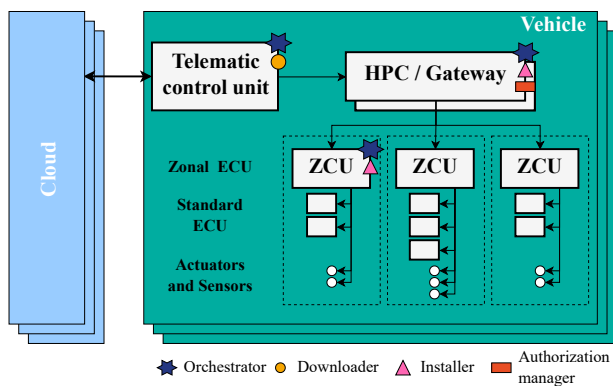 Vehicle
Cloud
Telematic
control unit
HPC / Gateway
Zonal ECU
ZCU
ZCU
ZCU
Standard
ECU
Actuators
and Sensors
Orchestrator
Downloader
Installer
Authorization
manager